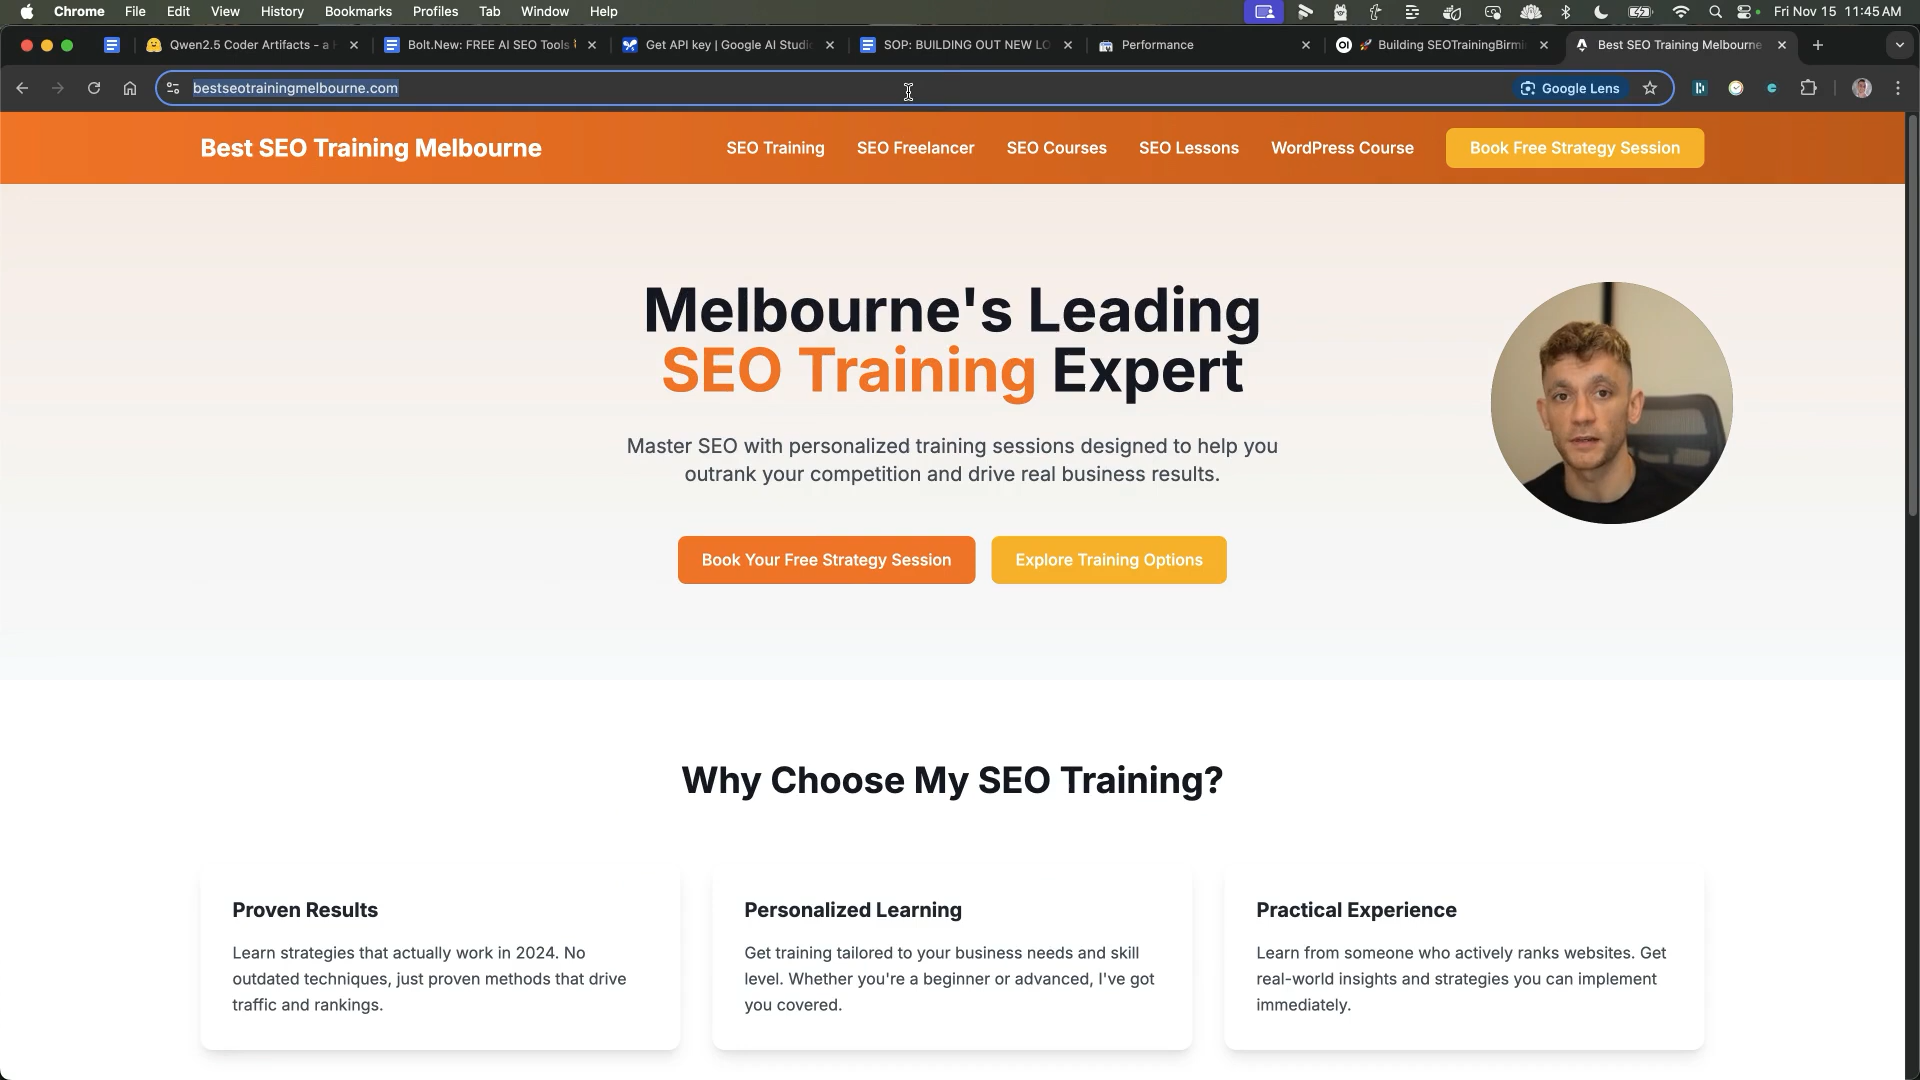 Chrome File Edit View History Bookmarks Profiles Tab Window Help Fri Nov 15 11:45 AM
Qwen2.5 Coder Artifacts - a Bolt.New: FREE AI SEO Tools Get API key | Google AI Studio SOP: BUILDING OUT NEW LO Performance 🚀 Building SEOTrainingBirmi Best SEO Training Melbourne
bestseotrainingmelbourne.com Google Lens
Best SEO Training Melbourne SEO Training SEO Freelancer SEO Courses SEO Lessons WordPress Course Book Free Strategy Session
Melbourne's Leading
SEO Training Expert
Master SEO with personalized training sessions designed to help you
outrank your competition and drive real business results.
Book Your Free Strategy Session Explore Training Options
Why Choose My SEO Training?
Proven Results
Learn strategies that actually work in 2024. No
outdated techniques, just proven methods that drive
traffic and rankings.
Personalized Learning
Get training tailored to your business needs and skill
level. Whether you're a beginner or advanced, I've got
you covered.
Practical Experience
Learn from someone who actively ranks websites. Get
real-world insights and strategies you can implement
immediately.